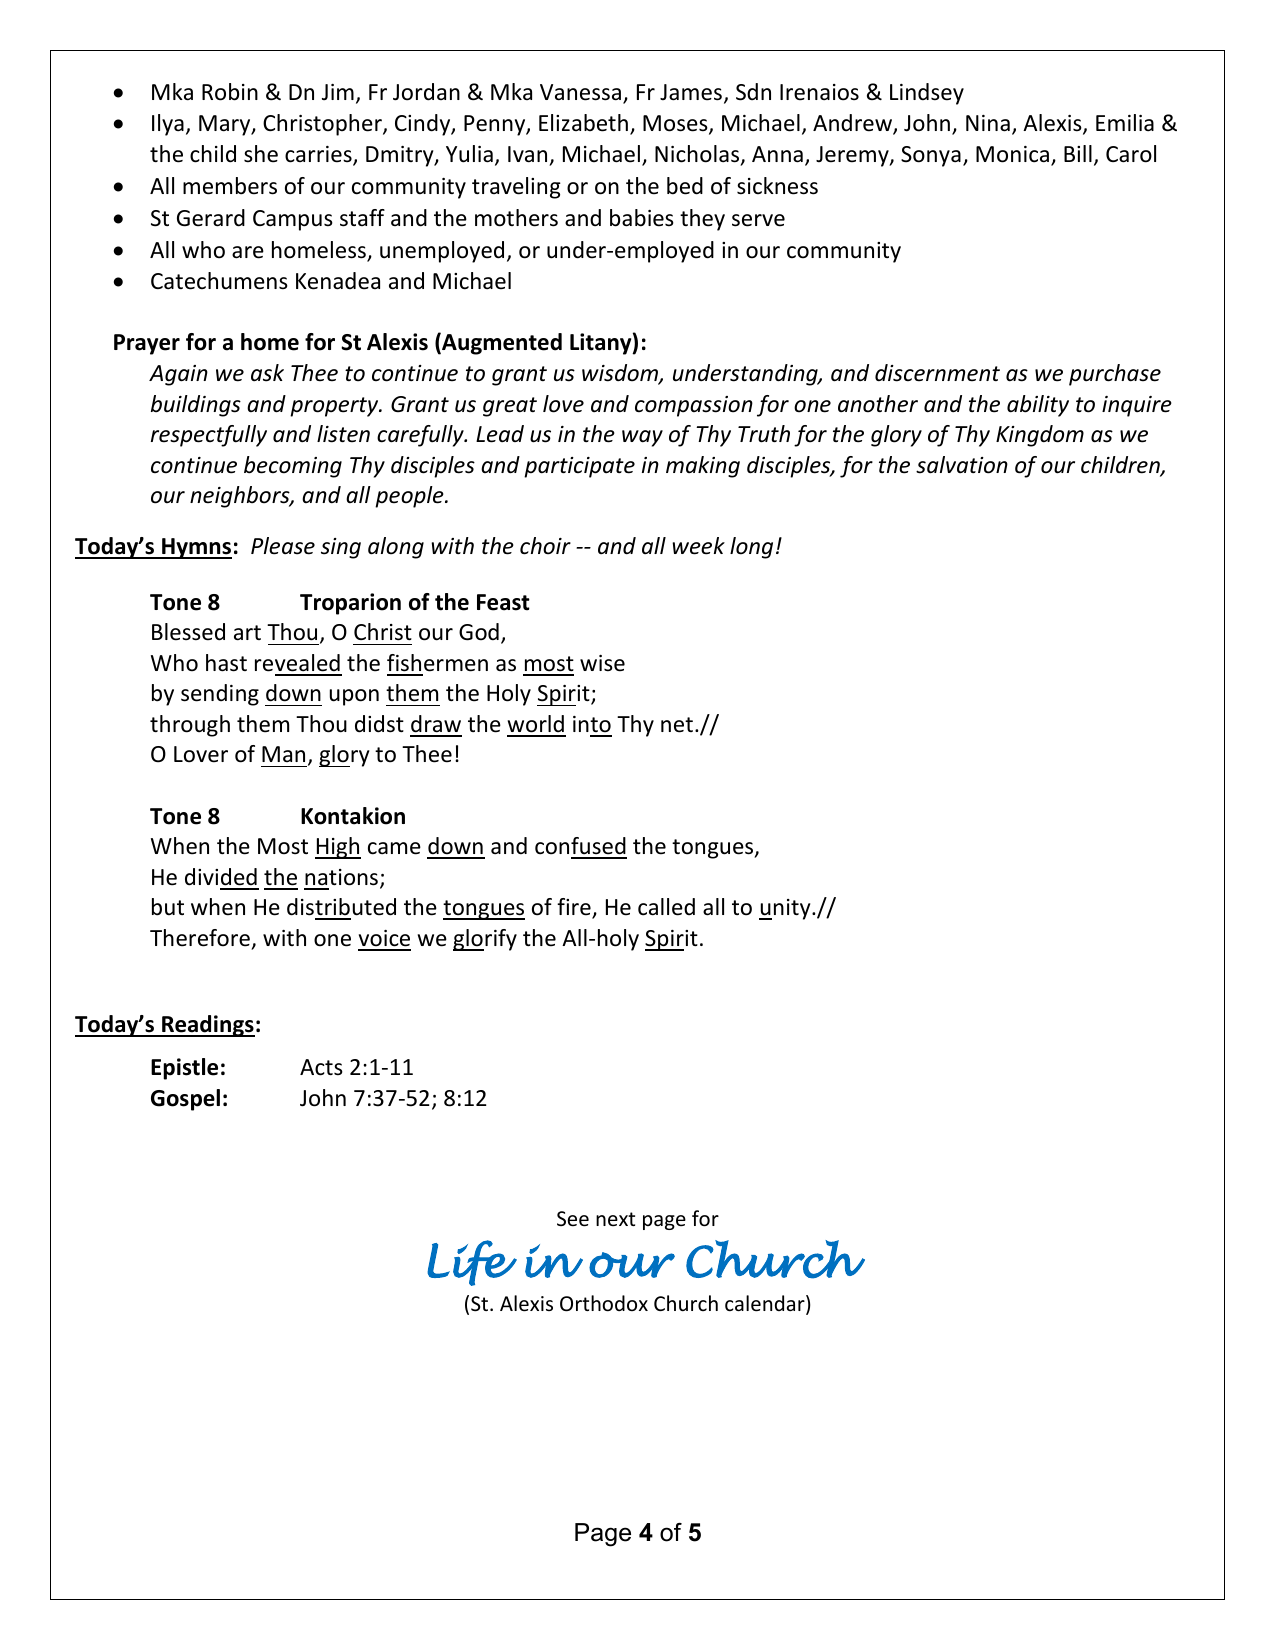 • Mka Robin & Dn Jim, Fr Jordan & Mka Vanessa, Fr James, Sdn Irenaios & Lindsey
• Ilya, Mary, Christopher, Cindy, Penny, Elizabeth, Moses, Michael, Andrew, John, Nina, Alexis, Emilia &
the child she carries, Dmitry, Yulia, Ivan, Michael, Nicholas, Anna, Jeremy, Sonya, Monica, Bill, Carol
• All members of our community traveling or on the bed of sickness
• St Gerard Campus staff and the mothers and babies they serve
• All who are homeless, unemployed, or under-employed in our community
• Catechumens Kenadea and Michael
Prayer for a home for St Alexis (Augmented Litany):
Again we ask Thee to continue to grant us wisdom, understanding, and discernment as we purchase
buildings and property. Grant us great love and compassion for one another and the ability to inquire
respectfully and listen carefully. Lead us in the way of Thy Truth for the glory of Thy Kingdom as we
continue becoming Thy disciples and participate in making disciples, for the salvation of our children,
our neighbors, and all people.
Today's Hymns: Please sing along with the choir -- and all week long!
Tone 8 Troparion of the Feast
Blessed art Thou, O Christ our God,
Who hast revealed the fishermen as most wise
by sending down upon them the Holy Spirit;
through them Thou didst draw the world into Thy net.//
O Lover of Man, glory to Thee!
Tone 8 Kontakion
When the Most High came down and confused the tongues,
He divided the nations;
but when He distributed the tongues of fire, He called all to unity.//
Therefore, with one voice we glorify the All-holy Spirit.
Today's Readings:
Epistle: Acts 2:1-11
Gospel: John 7:37-52; 8:12
See next page for
Life in our Church
(St. Alexis Orthodox Church calendar)
Page 4 of 5